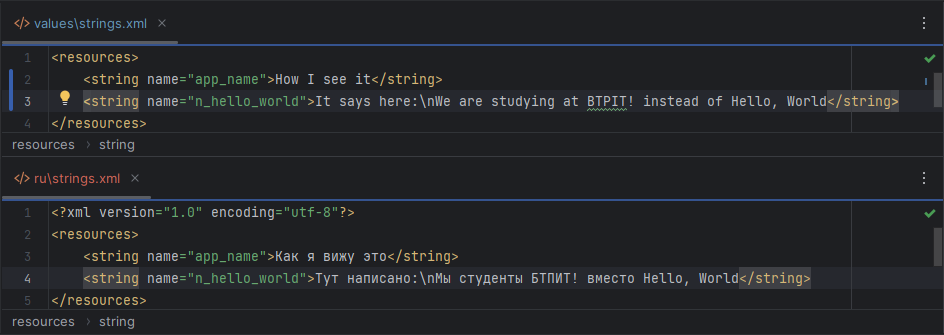 values\strings.xml
1 <resources>
2 <string name="app_name">How I see it</string>
3 <string name="n_hello_world">It says here:\nWe are studying at BTPIT! instead of Hello, World</string>
4 </resources>
resources › string
ru\strings.xml
1 <?xml version="1.0" encoding="utf-8"?>
2 <resources>
3 <string name="app_name">Как я вижу это</string>
4 <string name="n_hello_world">Тут написано:\nМы студенты БТПИТ! вместо Hello, World</string>
5 </resources>
resources › string